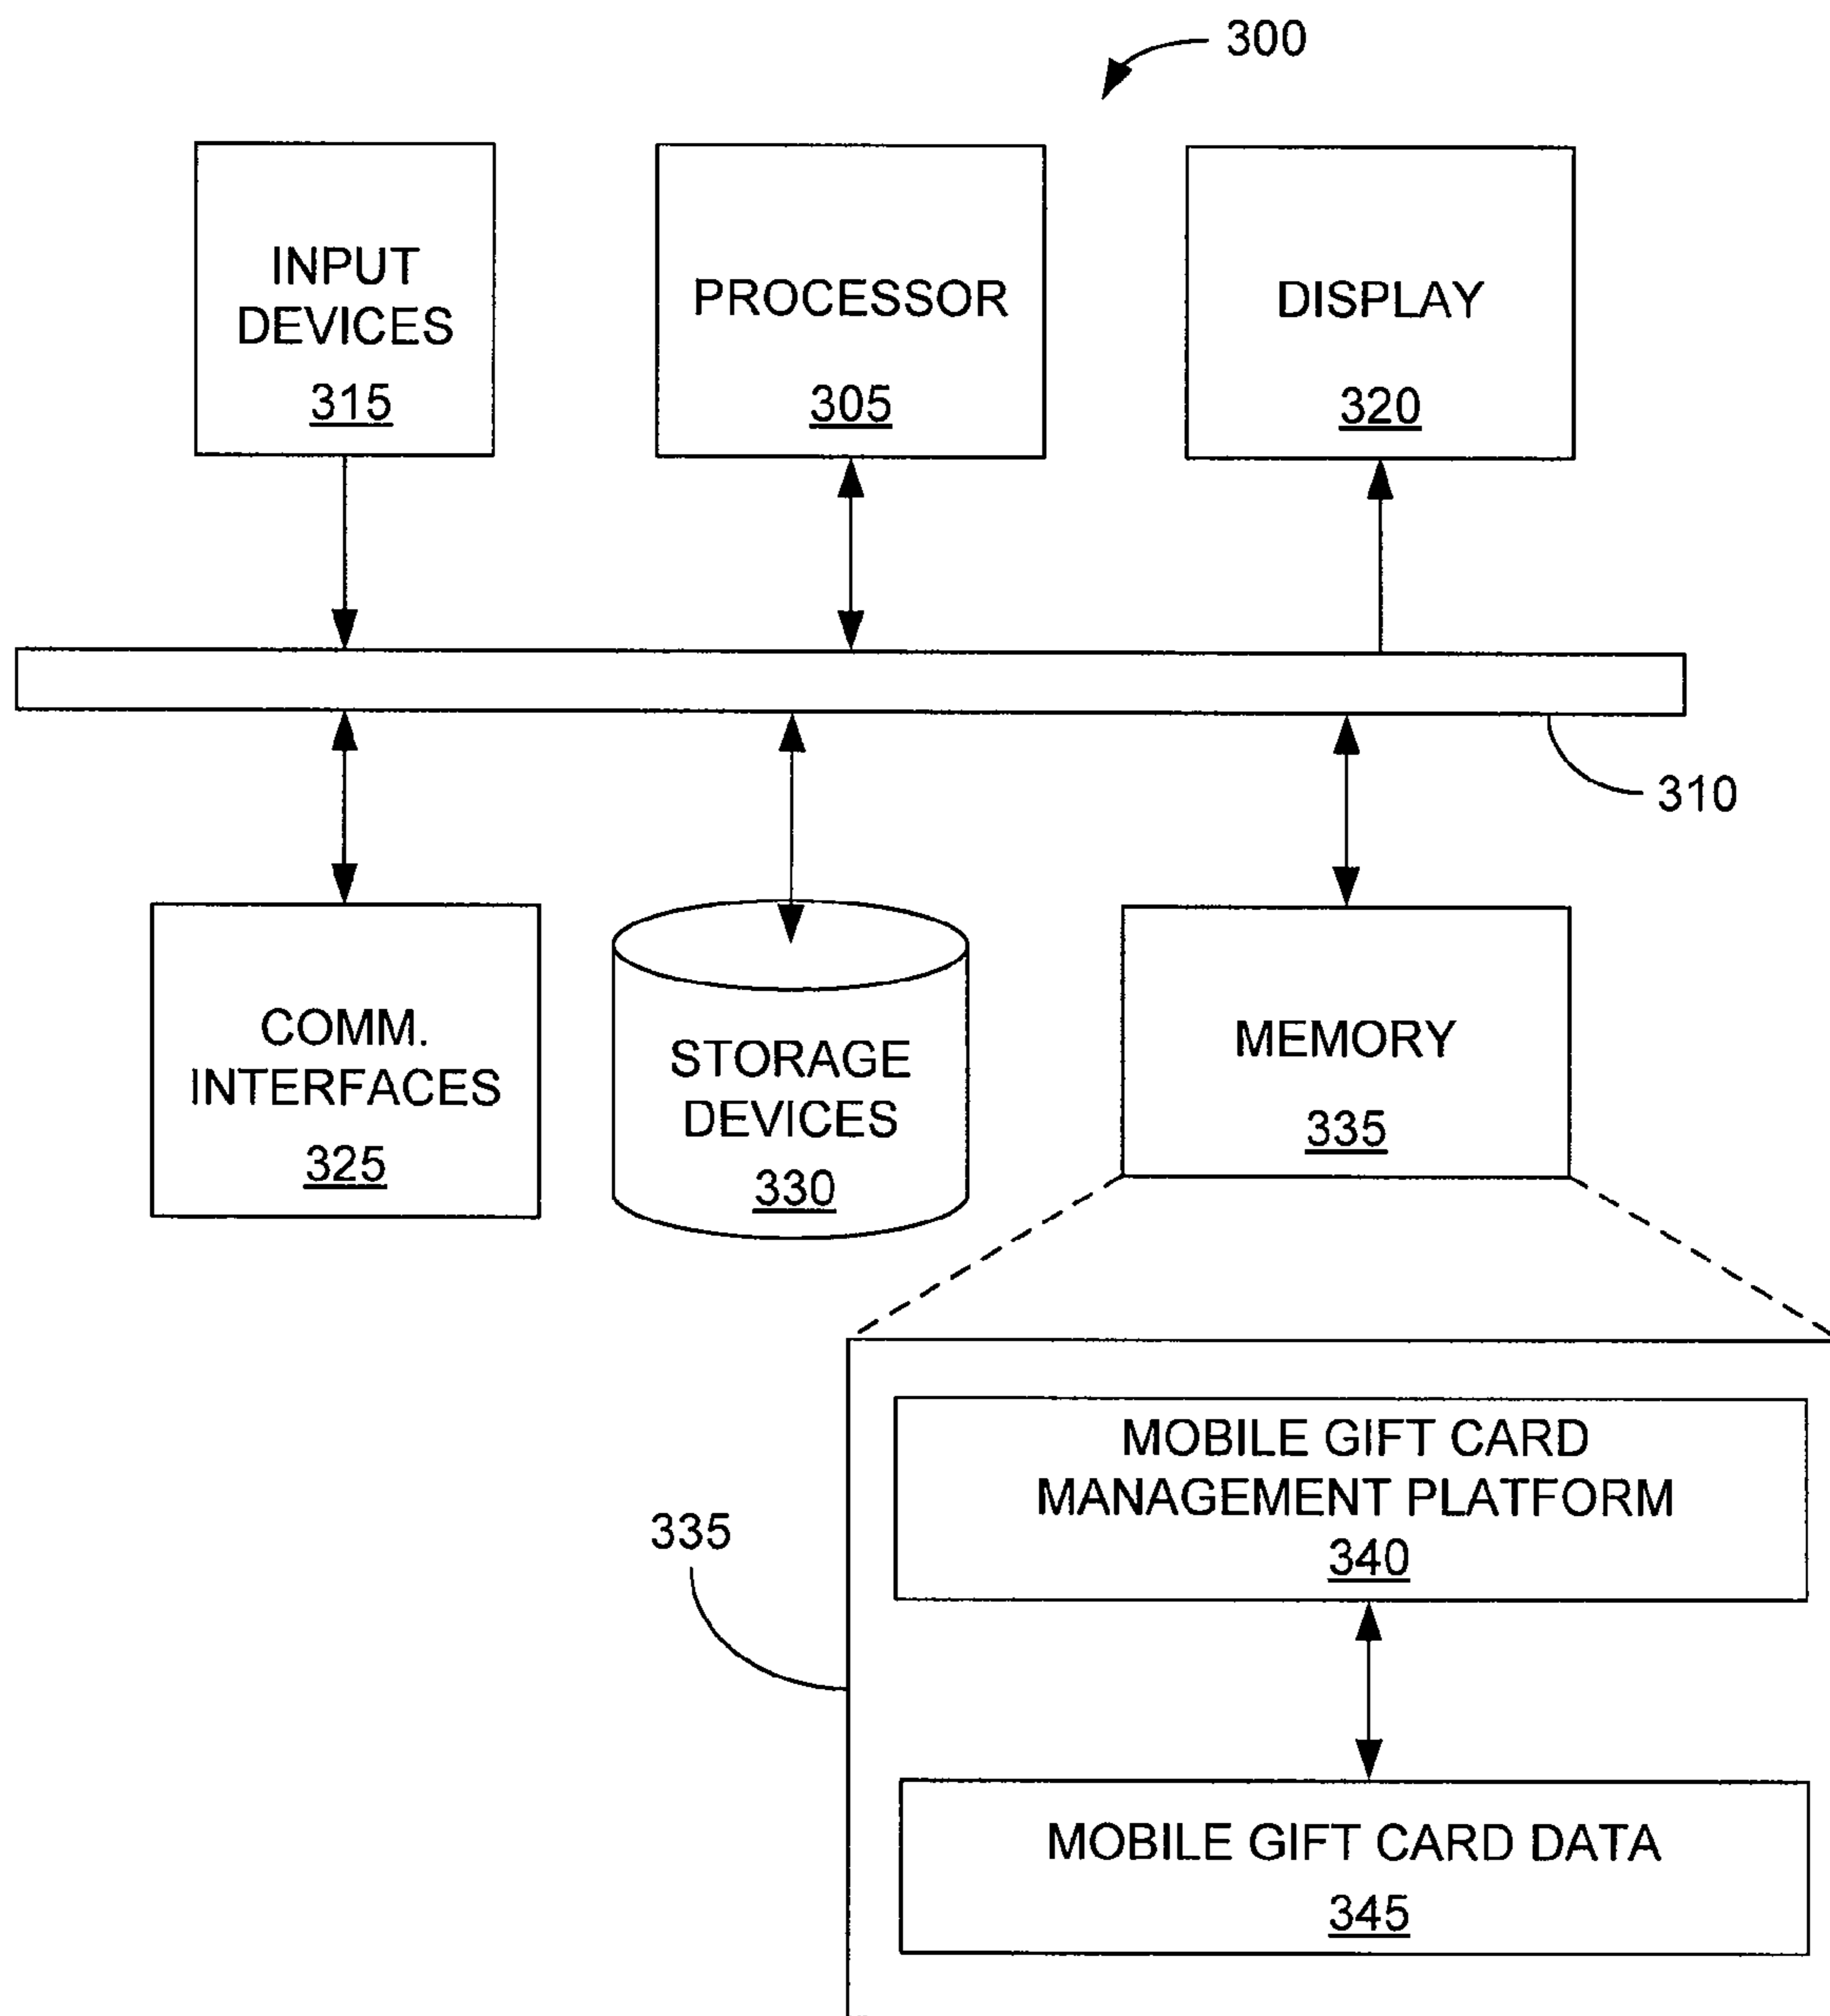 300
INPUT
DEVICES
315
PROCESSOR
305
DISPLAY
320
310
COMM.
INTERFACES
325
STORAGE
DEVICES
330
MEMORY
335
335
MOBILE GIFT CARD
MANAGEMENT PLATFORM
340
MOBILE GIFT CARD DATA
345